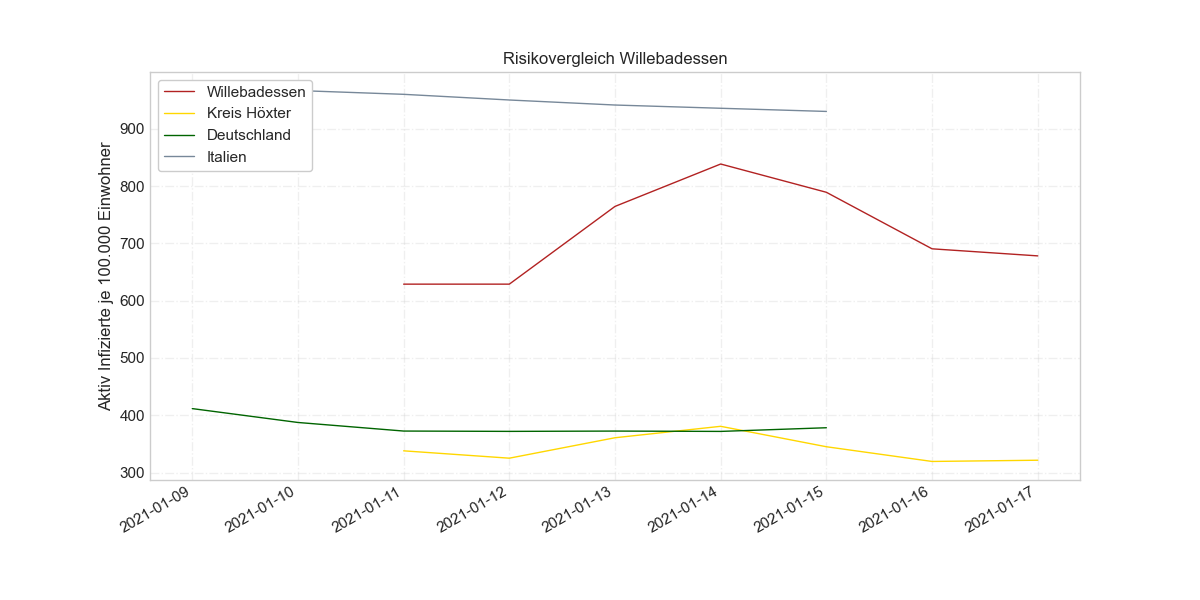 Risikovergleich Willebadessen
Willebadessen
Kreis Höxter
Deutschland
Italien
Aktiv Infizierte je 100.000 Einwohner
900
800
700
600
500
400
300
2021-01-09
2021-01-10
2021-01-11
2021-01-12
2021-01-13
2021-01-14
2021-01-15
2021-01-16
2021-01-17